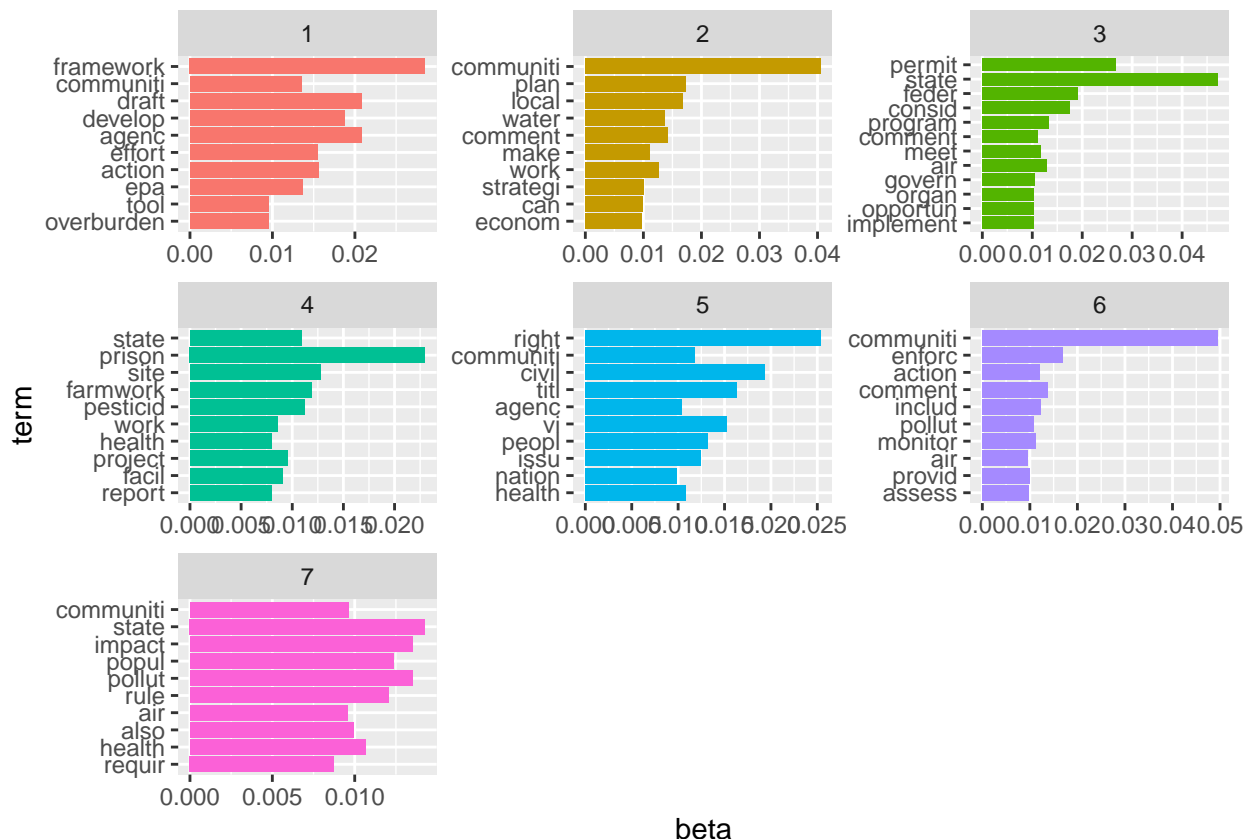 1
framework
communiti
draft
develop
agenc
effort
action
epa
tool
overburden
0.00 0.01 0.02
2
communiti
plan
local
water
comment
make
work
strategi
can
econom
0.00 0.01 0.02 0.03 0.04
3
permit
state
feder
consid
program
comment
meet
air
govern
organ
opportun
implement
0.00 0.01 0.02 0.03 0.04
4
state
prison
site
farmwork
pesticid
work
health
project
facil
report
0.000 0.005 0.010 0.015 0.020
5
right
communiti
civil
titl
agenc
vi
peopl
issu
nation
health
0.000 0.005 0.010 0.015 0.020 0.025
6
communiti
enforc
action
comment
includ
pollut
monitor
air
provid
assess
0.00 0.01 0.02 0.03 0.04 0.05
7
communiti
state
impact
popul
pollut
rule
air
also
health
requir
0.000 0.005 0.010
term
beta